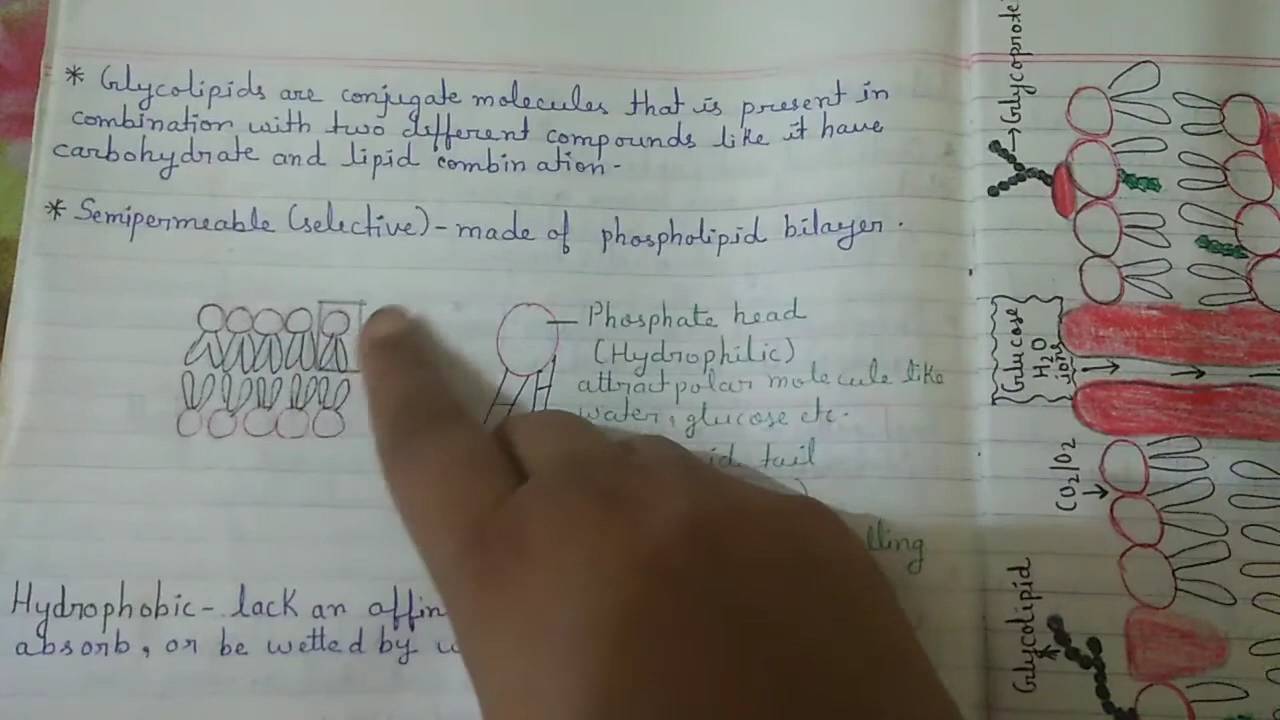 * Glycolipids are conjugate molecules that is present in
combination with two different compounds like it have
carbohydrate and lipid combination-
* Semipermeable (selective) - made of phospholipid bilayer.
Phosphate head
(Hydrophilic)
attract polar molecule like
water, glucose etc.
tail
)
lling
Hydrophobic - lack an affin
absorb, or be wetted by w
Glycoprotei
Glucose
H2O
ions
CO2/O2
Glycolipid